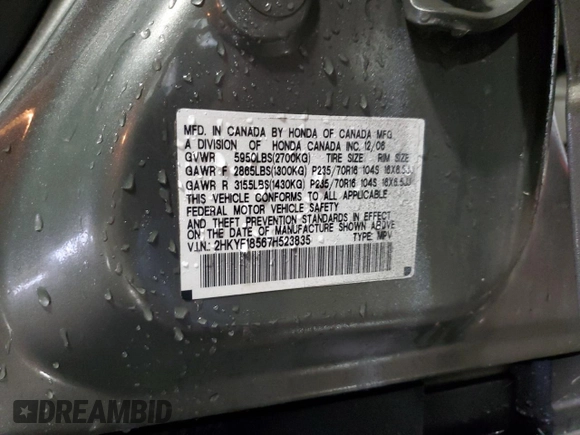 MFD. IN CANADA BY HONDA OF CANADA MFG.
A DIVISION OF HONDA CANADA INC. 12/06
GVWR 5950LBS(2700KG) TIRE SIZE RIM SIZE
GAWR F 2865LBS(1300KG) P235/70R16 104S 16X6.5JJ
GAWR R 3155LBS(1430KG) P235/70R16 104S 16X6.5JJ
THIS VEHICLE CONFORMS TO ALL APPLICABLE
FEDERAL MOTOR VEHICLE SAFETY
AND THEFT PREVENTION STANDARDS IN EFFECT
ON THE DATE OF MANUFACTURE SHOWN ABOVE
V.I.N.: 2HKYF18567H523835 TYPE: MPV
DREAMBID